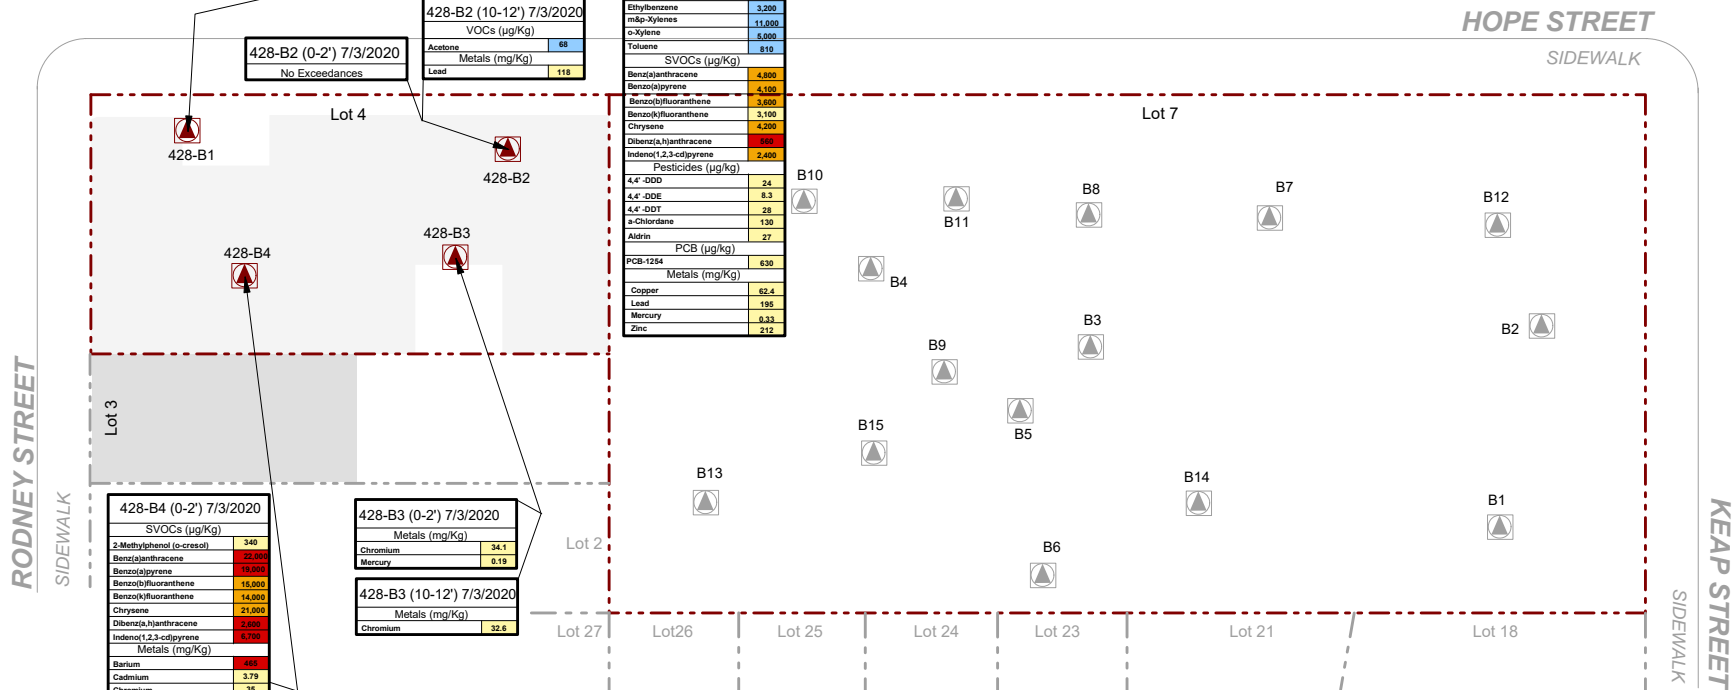 HOPE STREET
SIDEWALK
428-B2 (10-12') 7/3/2020
VOCs (µg/Kg)
Acetone 68
Metals (mg/Kg)
Lead 118
428-B2 (0-2') 7/3/2020
No Exceedances
Ethylbenzene 3,200
m&p-Xylenes 11,000
o-Xylene 5,000
Toluene 810
SVOCs (µg/Kg)
Benz(a)anthracene 4,800
Benzo(a)pyrene 4,100
Benzo(b)fluoranthene 3,600
Benzo(k)fluoranthene 3,100
Chrysene 4,200
Dibenz(a,h)anthracene 560
Indeno(1,2,3-cd)pyrene 2,400
Pesticides (µg/kg)
4,4' -DDD 24
4,4' -DDE 8.3
4,4' -DDT 28
a-Chlordane 130
Aldrin 27
PCB (µg/kg)
PCB-1254 630
Metals (mg/Kg)
Copper 62.4
Lead 195
Mercury 0.33
Zinc 212
Lot 4
Lot 7
428-B1
428-B2
428-B3
428-B4
B10
B11
B8
B7
B12
B4
B3
B2
B9
B5
B15
B13
B14
B1
B6
Lot 3
RODNEY STREET
SIDEWALK
428-B4 (0-2') 7/3/2020
SVOCs (µg/Kg)
2-Methylphenol (o-cresol) 340
Benz(a)anthracene 22,000
Benzo(a)pyrene 19,000
Benzo(b)fluoranthene 15,000
Benzo(k)fluoranthene 14,000
Chrysene 21,000
Dibenz(a,h)anthracene 2,600
Indeno(1,2,3-cd)pyrene 6,700
Metals (mg/Kg)
Barium 455
Cadmium 3.79
Chromium 35
428-B3 (0-2') 7/3/2020
Metals (mg/Kg)
Chromium 34.1
Mercury 0.19
428-B3 (10-12') 7/3/2020
Metals (mg/Kg)
Chromium 32.6
Lot 2
Lot 27
Lot26
Lot 25
Lot 24
Lot 23
Lot 21
Lot 18
SIDEWALK
KEAP STREET